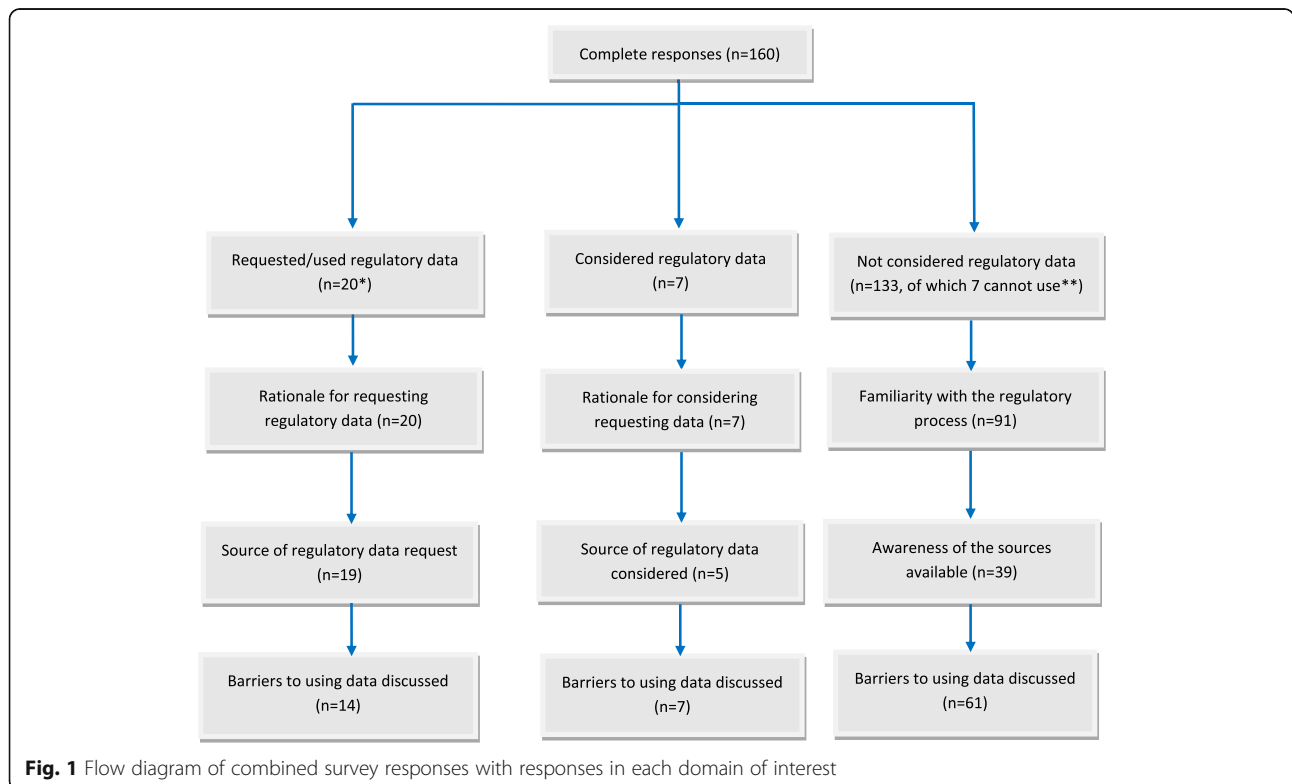 Complete responses (n=160)
Requested/used regulatory data
(n=20*)
Considered regulatory data
(n=7)
Not considered regulatory data
(n=133, of which 7 cannot use**)
Rationale for requesting
regulatory data (n=20)
Rationale for considering
requesting data (n=7)
Familiarity with the regulatory
process (n=91)
Source of regulatory data request
(n=19)
Source of regulatory data
considered (n=5)
Awareness of the sources
available (n=39)
Barriers to using data discussed
(n=14)
Barriers to using data discussed
(n=7)
Barriers to using data discussed
(n=61)
Fig. 1 Flow diagram of combined survey responses with responses in each domain of interest